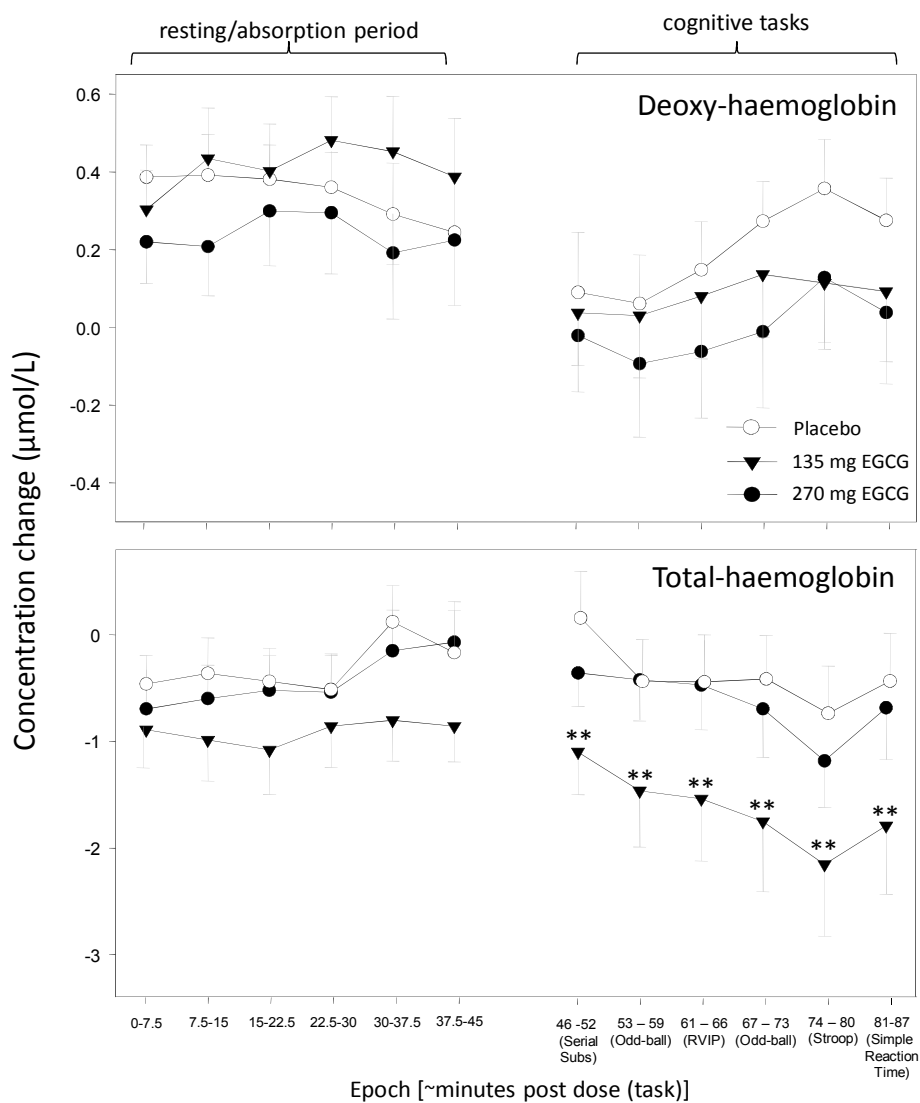 resting/absorption period
cognitive tasks
Deoxy-haemoglobin
0.6
0.4
0.2
0.0
-0.2
-0.4
Placebo
135 mg EGCG
270 mg EGCG
Concentration change (µmol/L)
Total-haemoglobin
0
-1
-2
-3
** ** ** ** ** **
0-7.5 7.5-15 15-22.5 22.5-30 30-37.5 37.5-45
46 -52 53 – 59 61 – 66 67 – 73 74 – 80 81-87
(Serial (Odd-ball) (RVIP) (Odd-ball) (Stroop) (Simple
Subs) Reaction
Time)
Epoch [~minutes post dose (task)]